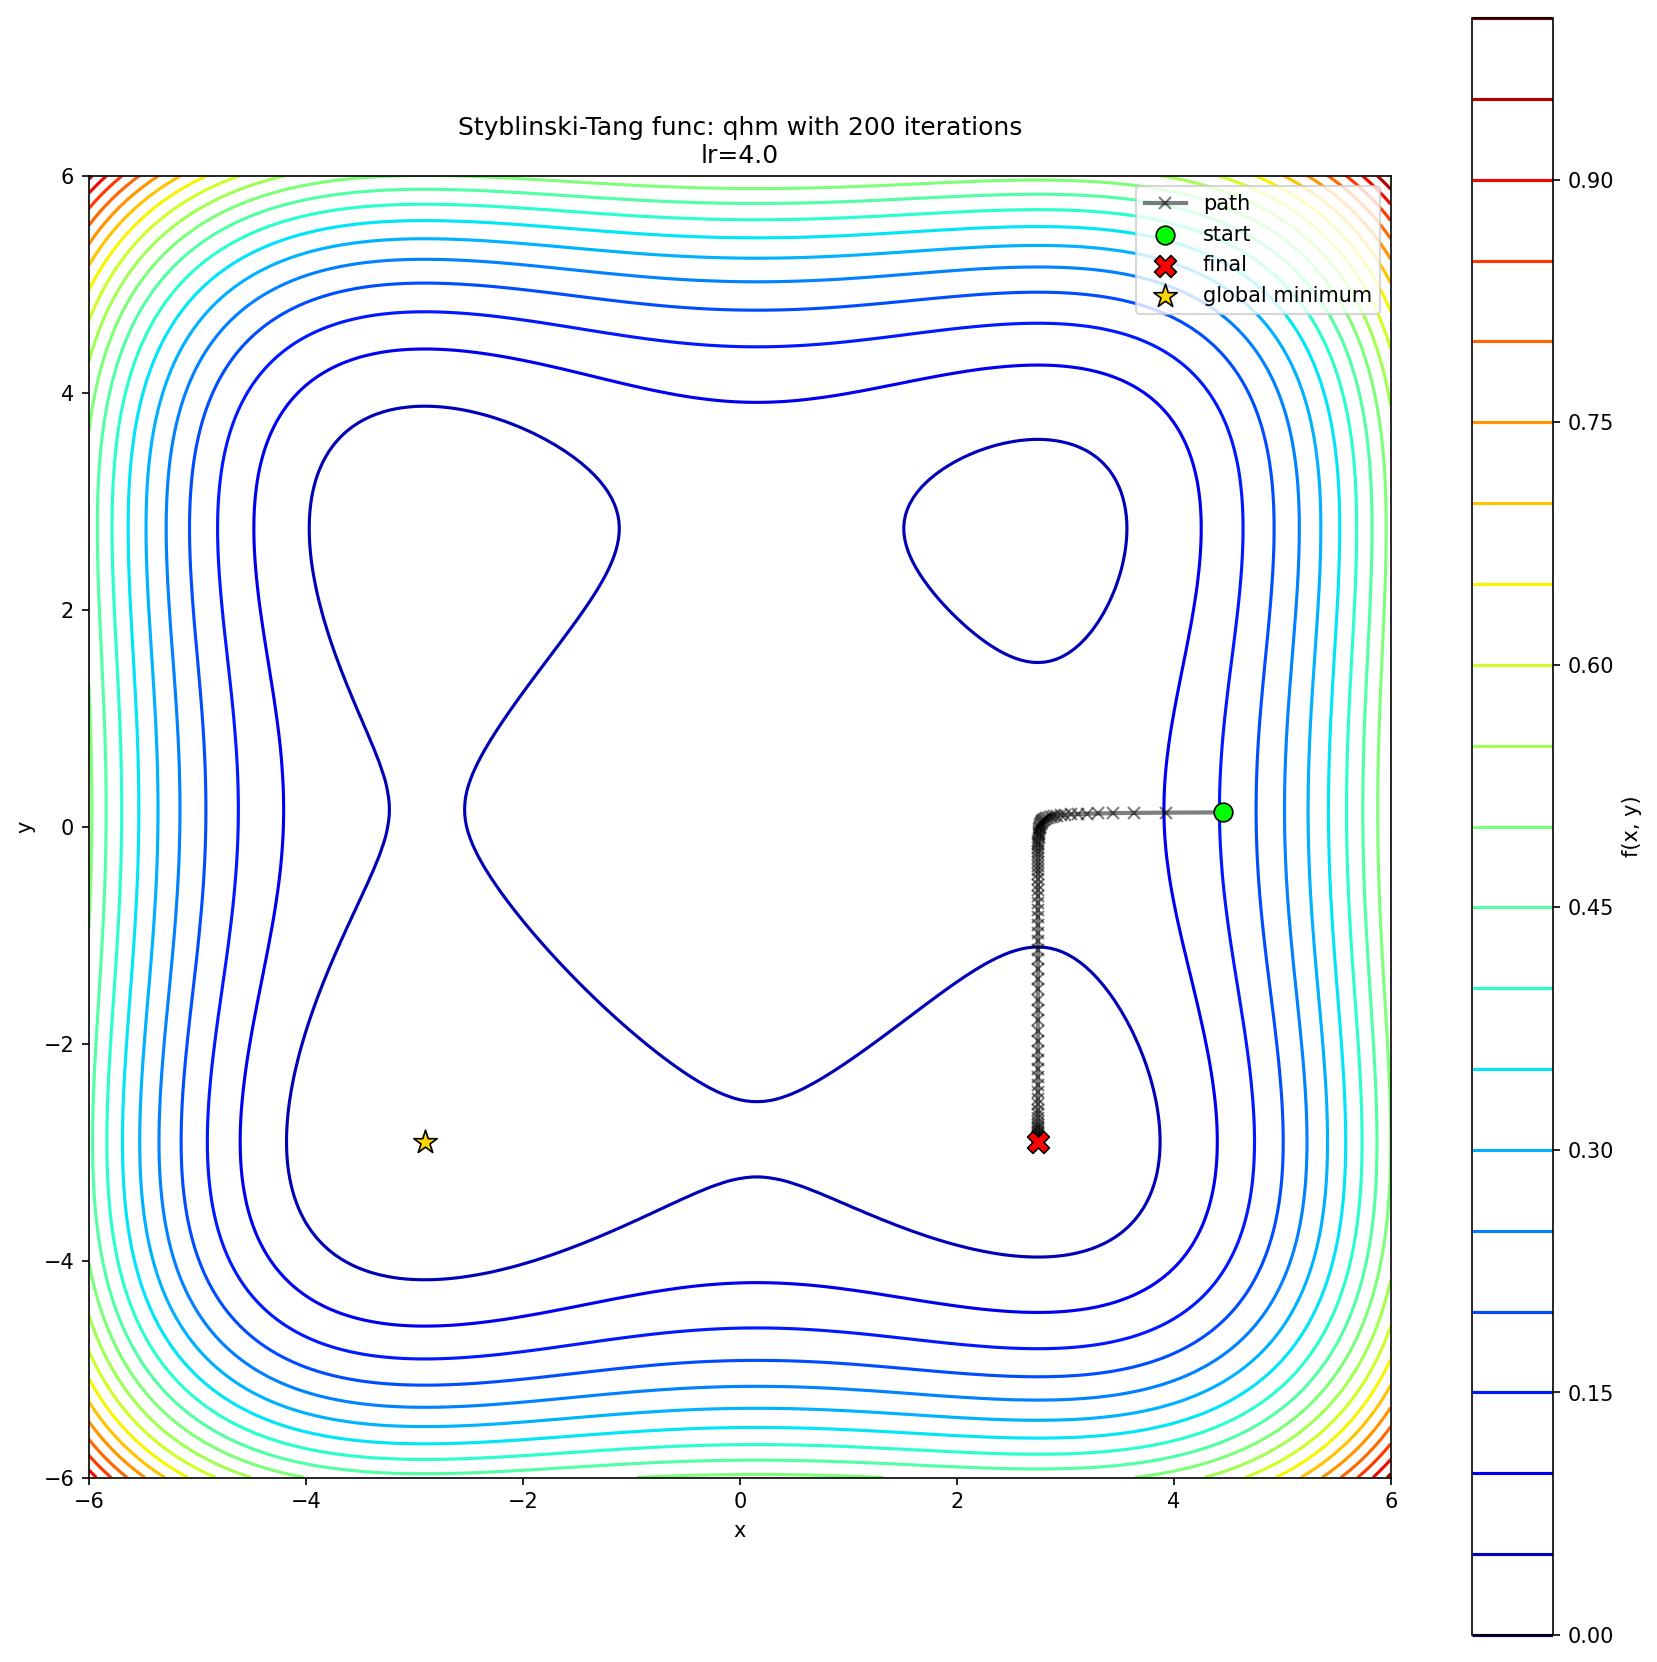 Styblinski-Tang func: qhm with 200 iterations
lr=4.0
path
start
final
global minimum
6
4
2
0
−2
−4
−6
y
−6 −4 −2 0 2 4 6
x
0.90
0.75
0.60
0.45
0.30
0.15
0.00
f(x, y)